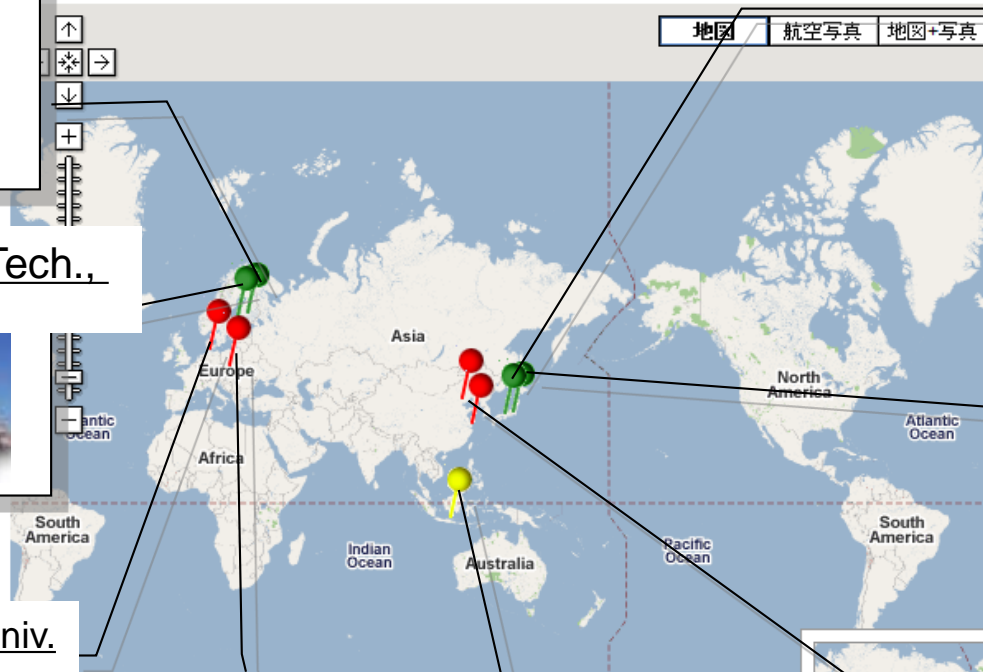 地図 航空写真 地図+写真
Tech.,
Asia
Europe
North
America
antic
Ocean
Atlantic
Ocean
Africa
South
America
South
America
Indian
Ocean
Pacific
Ocean
Australia
niv.